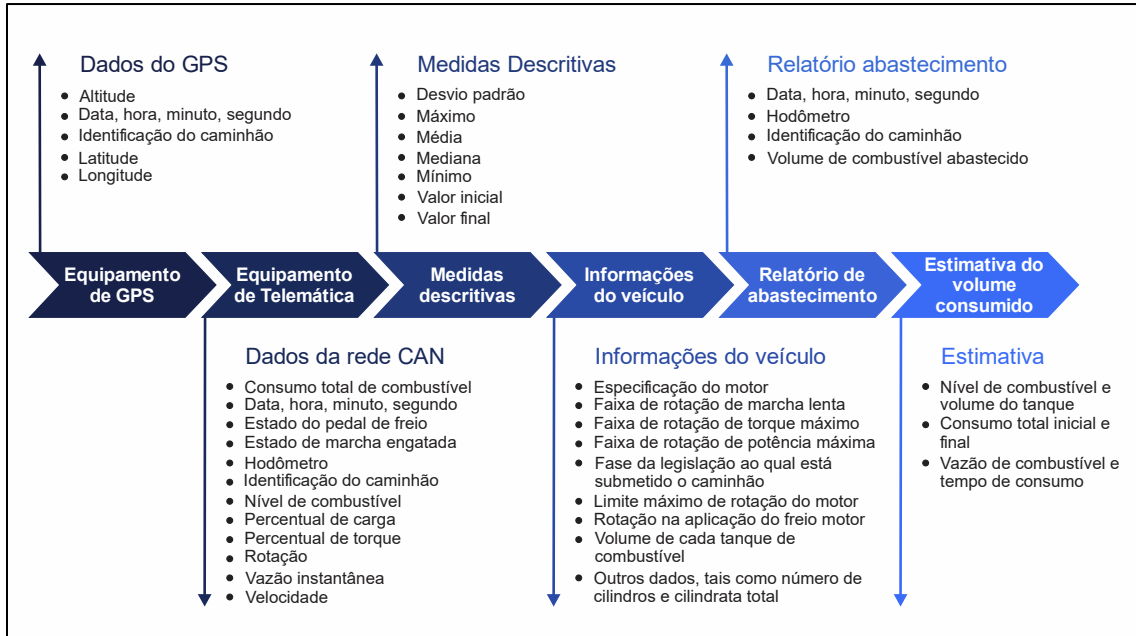 Dados do GPS
Altitude
Data, hora, minuto, segundo
Identificação do caminhão
Latitude
Longitude
Medidas Descritivas
Desvio padrão
Máximo
Média
Mediana
Mínimo
Valor inicial
Valor final
Relatório abastecimento
Data, hora, minuto, segundo
Hodômetro
Identificação do caminhão
Volume de combustível abastecido
Equipamento
de GPS
Equipamento
de Telemática
Medidas
descritivas
Informações
do veículo
Relatório de
abastecimento
Estimativa do
volume
consumido
Dados da rede CAN
Consumo total de combustível
Data, hora, minuto, segundo
Estado do pedal de freio
Estado de marcha engatada
Hodômetro
Identificação do caminhão
Nível de combustível
Percentual de carga
Percentual de torque
Rotação
Vazão instantânea
Velocidade
Informações do veículo
Especificação do motor
Faixa de rotação de marcha lenta
Faixa de rotação de torque máximo
Faixa de rotação de potência máxima
Fase da legislação ao qual está
submetido o caminhão
Limite máximo de rotação do motor
Rotação na aplicação do freio motor
Volume de cada tanque de
combustível
Outros dados, tais como número de
cilindros e cilindrata total
Estimativa
Nível de combustível e
volume do tanque
Consumo total inicial e
final
Vazão de combustível e
tempo de consumo